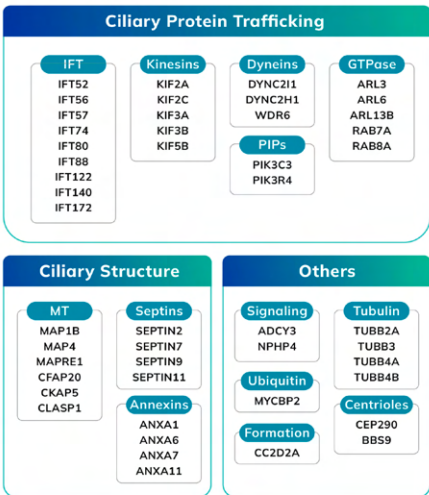 Ciliary Protein Trafficking
IFT
IFT52
IFT56
IFT57
IFT74
IFT80
IFT88
IFT122
IFT140
IFT172
Kinesins
KIF2A
KIF2C
KIF3A
KIF3B
KIF5B
Dyneins
DYNC2I1
DYNC2H1
WDR6
PIPs
PIK3C3
PIK3R4
GTPase
ARL3
ARL6
ARL13B
RAB7A
RAB8A
Ciliary Structure
MT
MAP1B
MAP4
MAPRE1
CFAP20
CKAP5
CLASP1
Septins
SEPTIN2
SEPTIN7
SEPTIN9
SEPTIN11
Annexins
ANXA1
ANXA6
ANXA7
ANXA11
Others
Signaling
ADCY3
NPHP4
Ubiquitin
MYCBP2
Formation
CC2D2A
Tubulin
TUBB2A
TUBB3
TUBB4A
TUBB4B
Centrioles
CEP290
BBS9